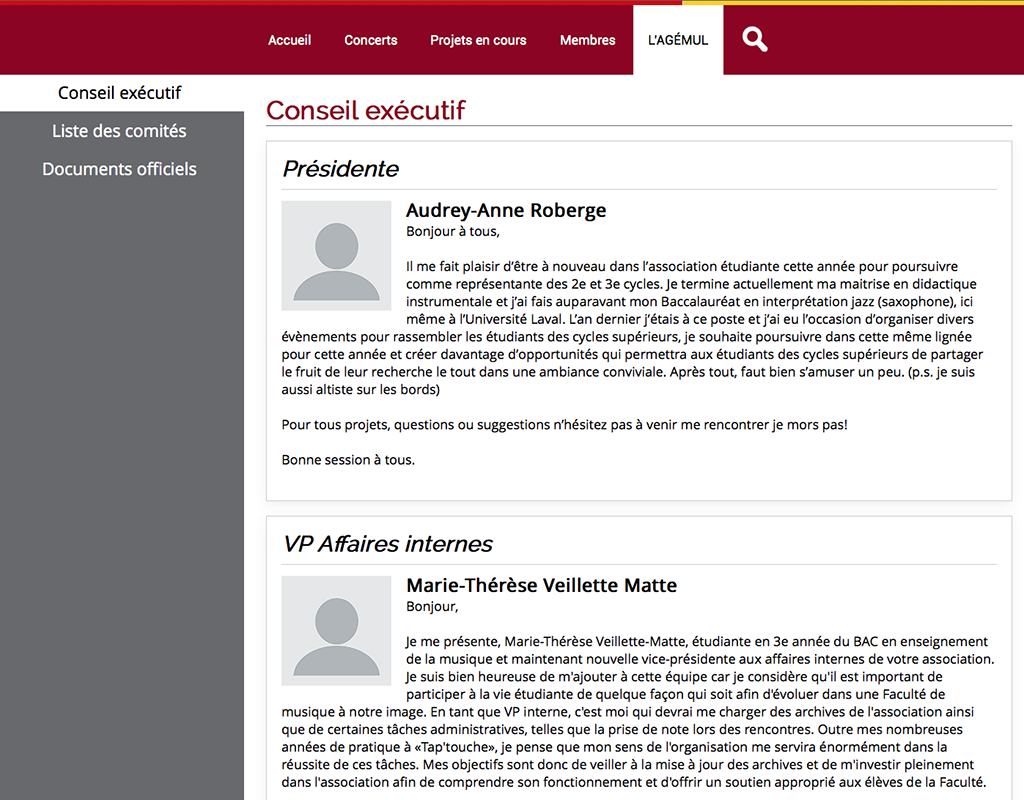 Accueil Concerts Projets en cours Membres L'AGÉMUL
Conseil exécutif
Liste des comités
Documents officiels
Conseil exécutif
Présidente
Audrey-Anne Roberge
Bonjour à tous,
Il me fait plaisir d’être à nouveau dans l’association étudiante cette année pour poursuivre
comme représentante des 2e et 3e cycles. Je termine actuellement ma maitrise en didactique
instrumentale et j’ai fais auparavant mon Baccalauréat en interprétation jazz (saxophone), ici
même à l’Université Laval. L’an dernier j’étais à ce poste et j’ai eu l’occasion d’organiser divers
évènements pour rassembler les étudiants des cycles supérieurs, je souhaite poursuivre dans cette même lignée
pour cette année et créer davantage d’opportunités qui permettra aux étudiants des cycles supérieurs de partager
le fruit de leur recherche le tout dans une ambiance conviviale. Après tout, faut bien s’amuser un peu. (p.s. je suis
aussi altiste sur les bords)
Pour tous projets, questions ou suggestions n’hésitez pas à venir me rencontrer je mors pas!
Bonne session à tous.
VP Affaires internes
Marie-Thérèse Veillette Matte
Bonjour,
Je me présente, Marie-Thérèse Veillette-Matte, étudiante en 3e année du BAC en enseignement
de la musique et maintenant nouvelle vice-présidente aux affaires internes de votre association.
Je suis bien heureuse de m'ajouter à cette équipe car je considère qu'il est important de
participer à la vie étudiante de quelque façon qui soit afin d'évoluer dans une Faculté de
musique à notre image. En tant que VP interne, c'est moi qui devrai me charger des archives de l'association ainsi
que de certaines tâches administratives, telles que la prise de note lors des rencontres. Outre mes nombreuses
années de pratique à «Tap'touche», je pense que mon sens de l'organisation me servira énormément dans la
réussite de ces tâches. Mes objectifs sont donc de veiller à la mise à jour des archives et de m'investir pleinement
dans l'association afin de comprendre son fonctionnement et d'offrir un soutien approprié aux élèves de la Faculté.